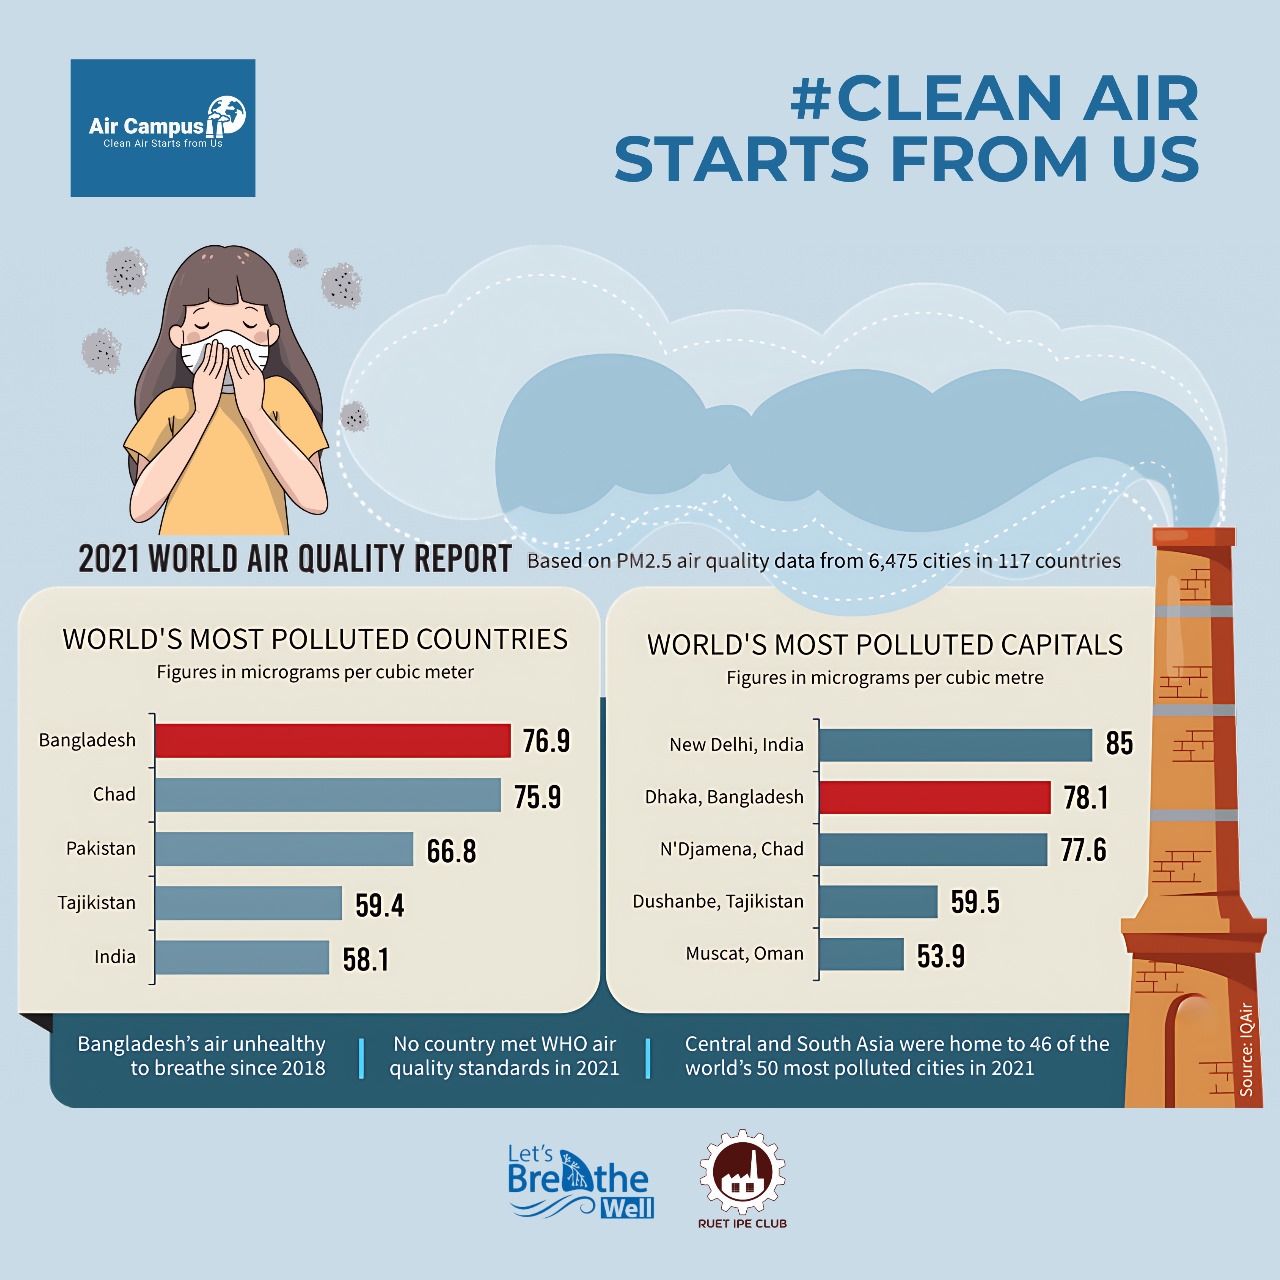 Air Campus
Clean Air Starts from Us
#CLEAN AIR
STARTS FROM US
2021 WORLD AIR QUALITY REPORT Based on PM2.5 air quality data from 6,475 cities in 117 countries
WORLD'S MOST POLLUTED COUNTRIES
Figures in micrograms per cubic meter
Bangladesh 76.9
Chad 75.9
Pakistan 66.8
Tajikistan 59.4
India 58.1
WORLD'S MOST POLLUTED CAPITALS
Figures in micrograms per cubic metre
New Delhi, India 85
Dhaka, Bangladesh 78.1
N'Djamena, Chad 77.6
Dushanbe, Tajikistan 59.5
Muscat, Oman 53.9
Bangladesh’s air unhealthy
to breathe since 2018
No country met WHO air
quality standards in 2021
Central and South Asia were home to 46 of the
world’s 50 most polluted cities in 2021
Source: IQAir
Let's
Breathe
Well
RUET IPE CLUB